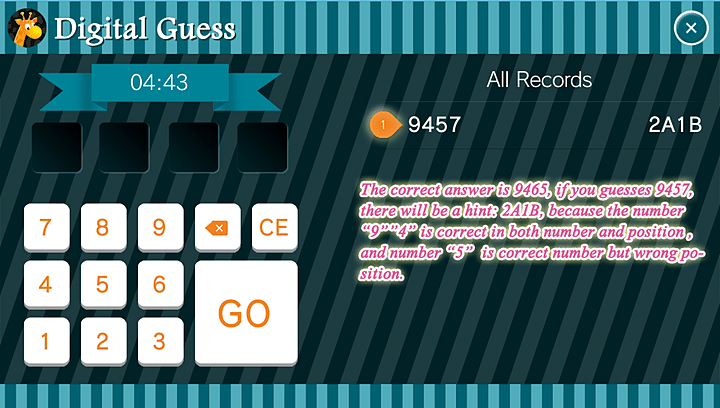 Digital Guess
04:43
All Records
1 9457 2A1B
The correct answer is 9465, if you guesses 9457,
there will be a hint: 2A1B, because the number
“9””4” is correct in both number and position ,
and number “5” is correct number but wrong po-
sition.
7 8 9 CE
4 5 6 GO
1 2 3